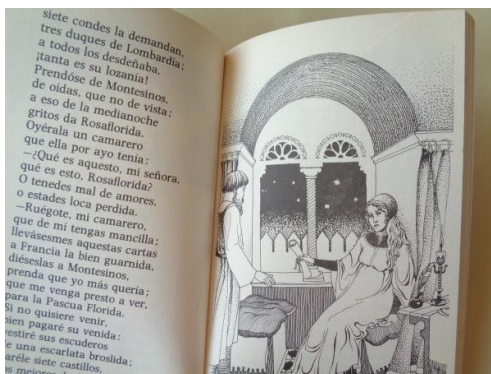 siete condes la demandan,
tres duques de Lombardía;
a todos los desdeñaba,
¡tanta es su lozanía!
Prendóse de Montesinos,
de oídas, que no de vista;
a eso de la medianoche
gritos da Rosaflorida.
Oyérala un camarero
que ella por ayo tenía:
—¿Qué es aquesto, mi señora,
qué es esto, Rosaflorida?
O tenedes mal de amores,
o estades loca perdida.
—Ruégote, mi camarero,
que de mí tengas mancilla;
llevásesmes aquestas cartas
a Francia la bien guarnida,
diéselas a Montesinos,
prenda que yo más quería;
que me venga presto a ver,
para la Pascua Florida.
Si no quisiere venir,
bien pagaré su venida:
vestiré sus escuderos
de una escarlata broslida;
daréle siete castillos,